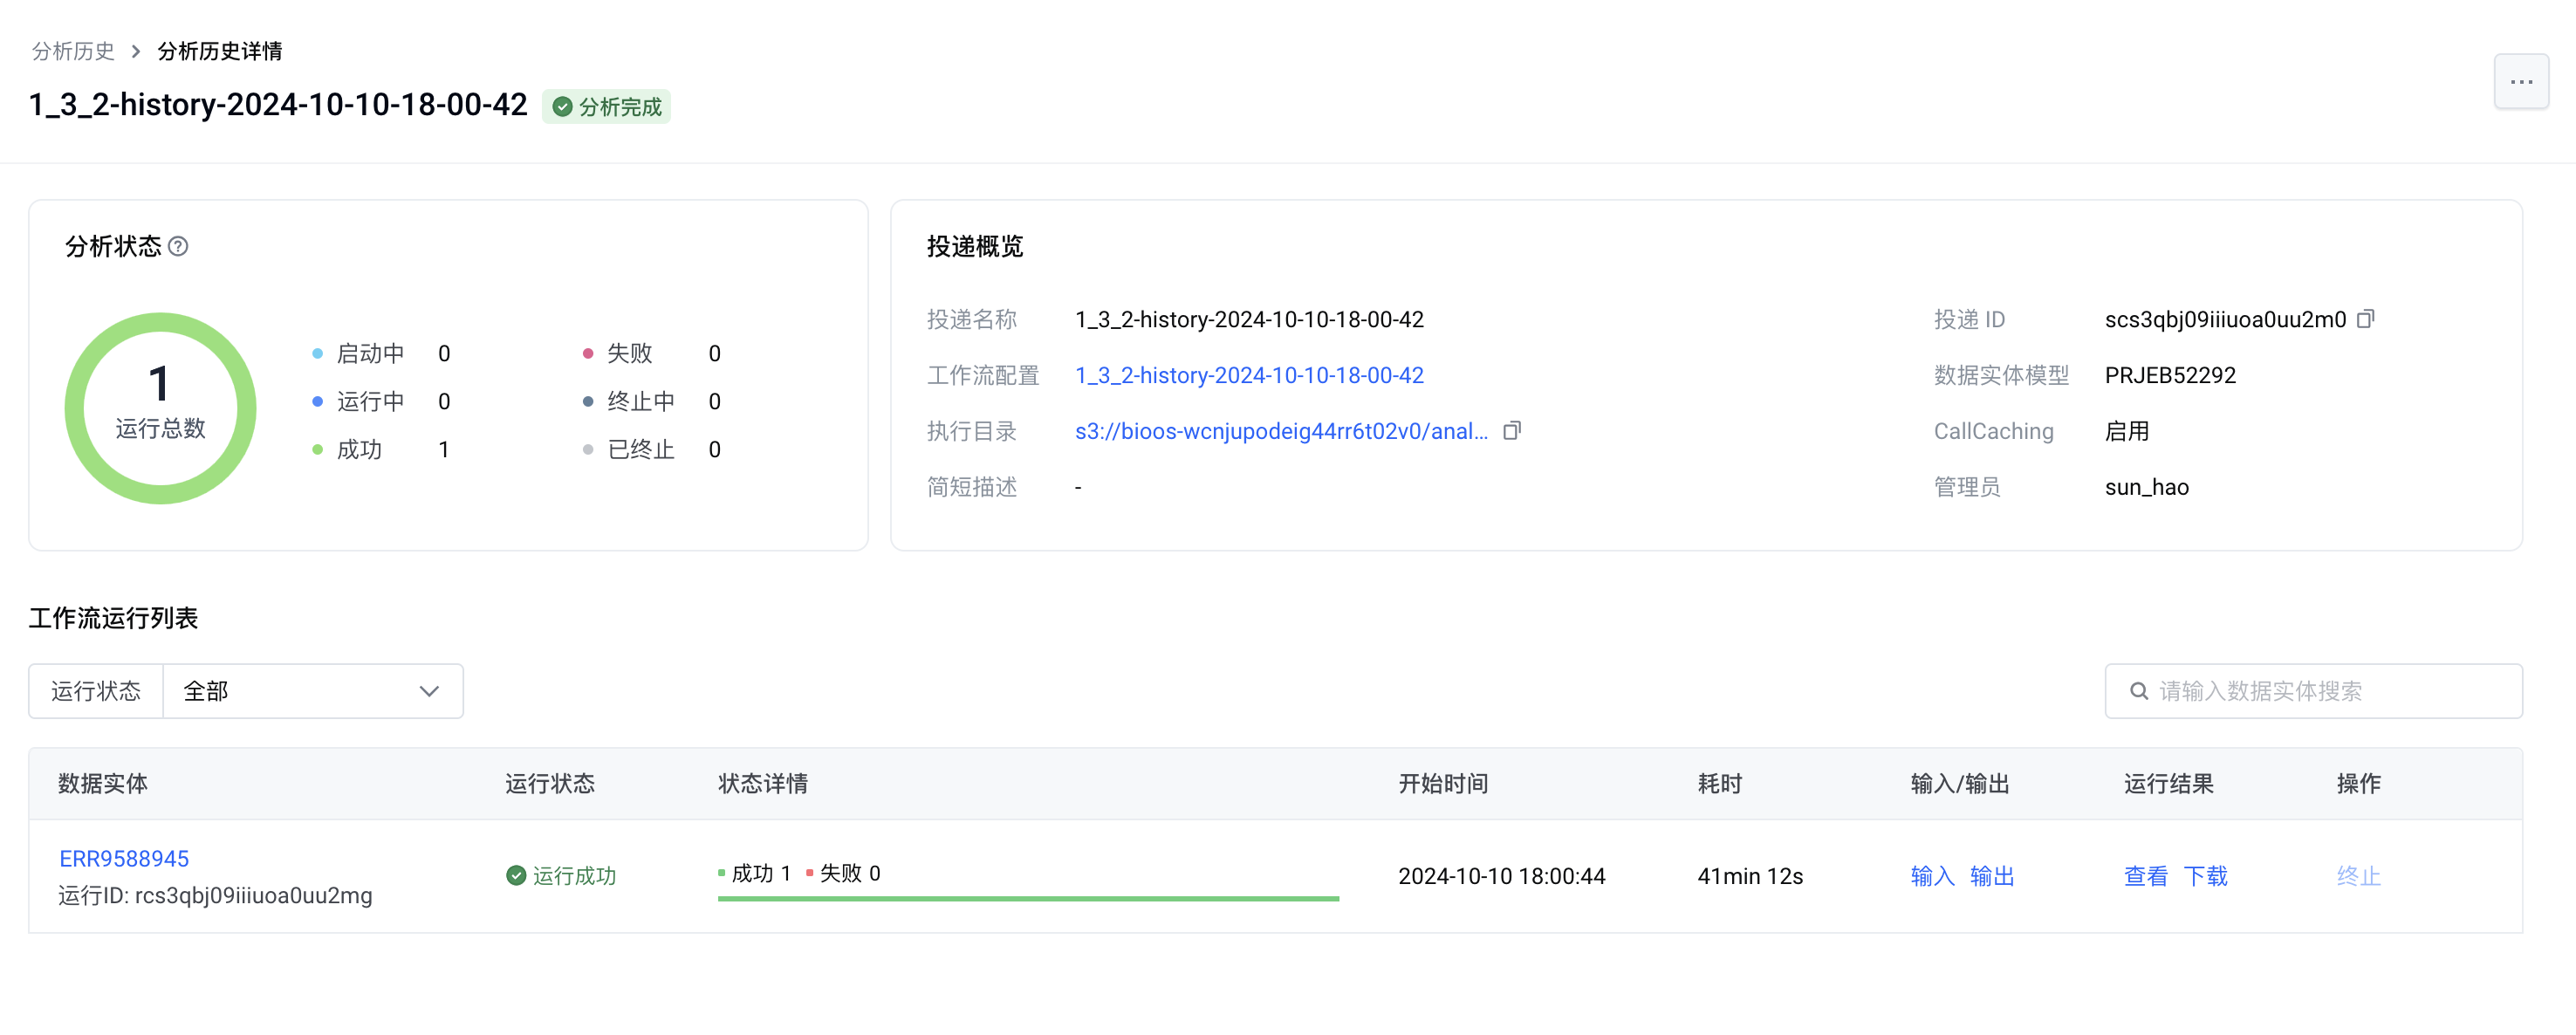 分析历史 > 分析历史详情
1_3_2-history-2024-10-10-18-00-42 分析完成
分析状态
1
运行总数
启动中 0
失败 0
运行中 0
终止中 0
成功 1
已终止 0
投递概览
投递名称 1_3_2-history-2024-10-10-18-00-42
投递 ID scs3qbj09iiiuoa0uu2m0
工作流配置 1_3_2-history-2024-10-10-18-00-42
数据实体模型 PRJEB52292
执行目录 s3://bioos-wcnjupodeig44rr6t02v0/anal...
CallCaching 启用
简短描述 -
管理员 sun_hao
工作流运行列表
运行状态 全部
请输入数据实体搜索
数据实体 运行状态 状态详情 开始时间 耗时 输入/输出 运行结果 操作
ERR9588945
运行ID: rcs3qbj09iiiuoa0uu2mg
运行成功
成功 1 失败 0
2024-10-10 18:00:44
41min 12s
输入 输出
查看 下载
终止